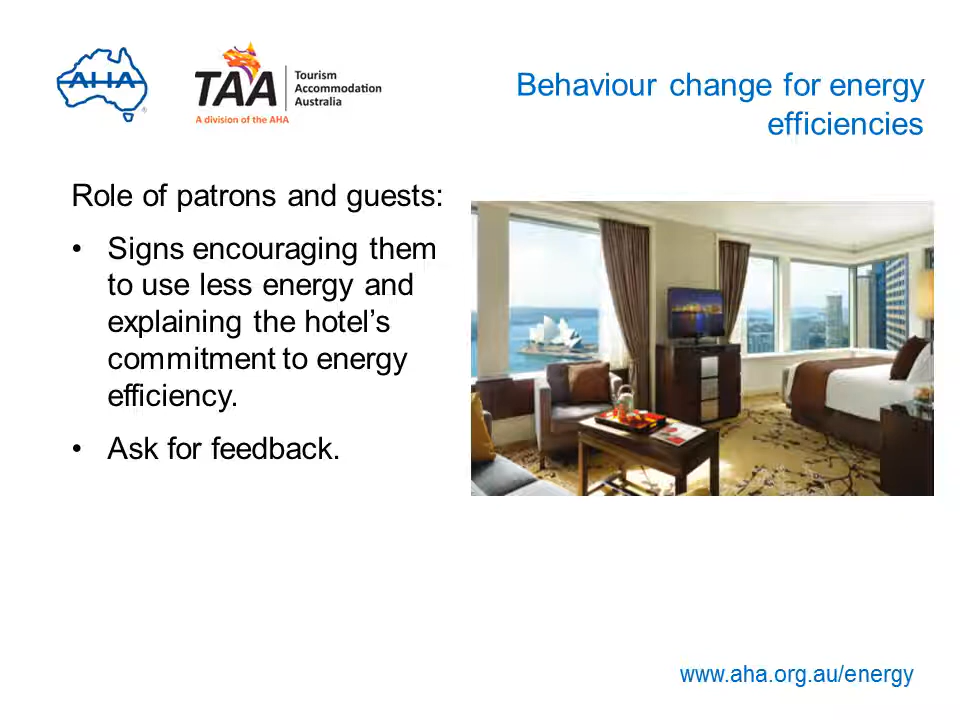 AHA
®
TAA
Tourism
Accommodation
Australia
A division of the AHA
Behaviour change for energy
efficiencies
Role of patrons and guests:
• Signs encouraging them
to use less energy and
explaining the hotel’s
commitment to energy
efficiency.
• Ask for feedback.
www.aha.org.au/energy